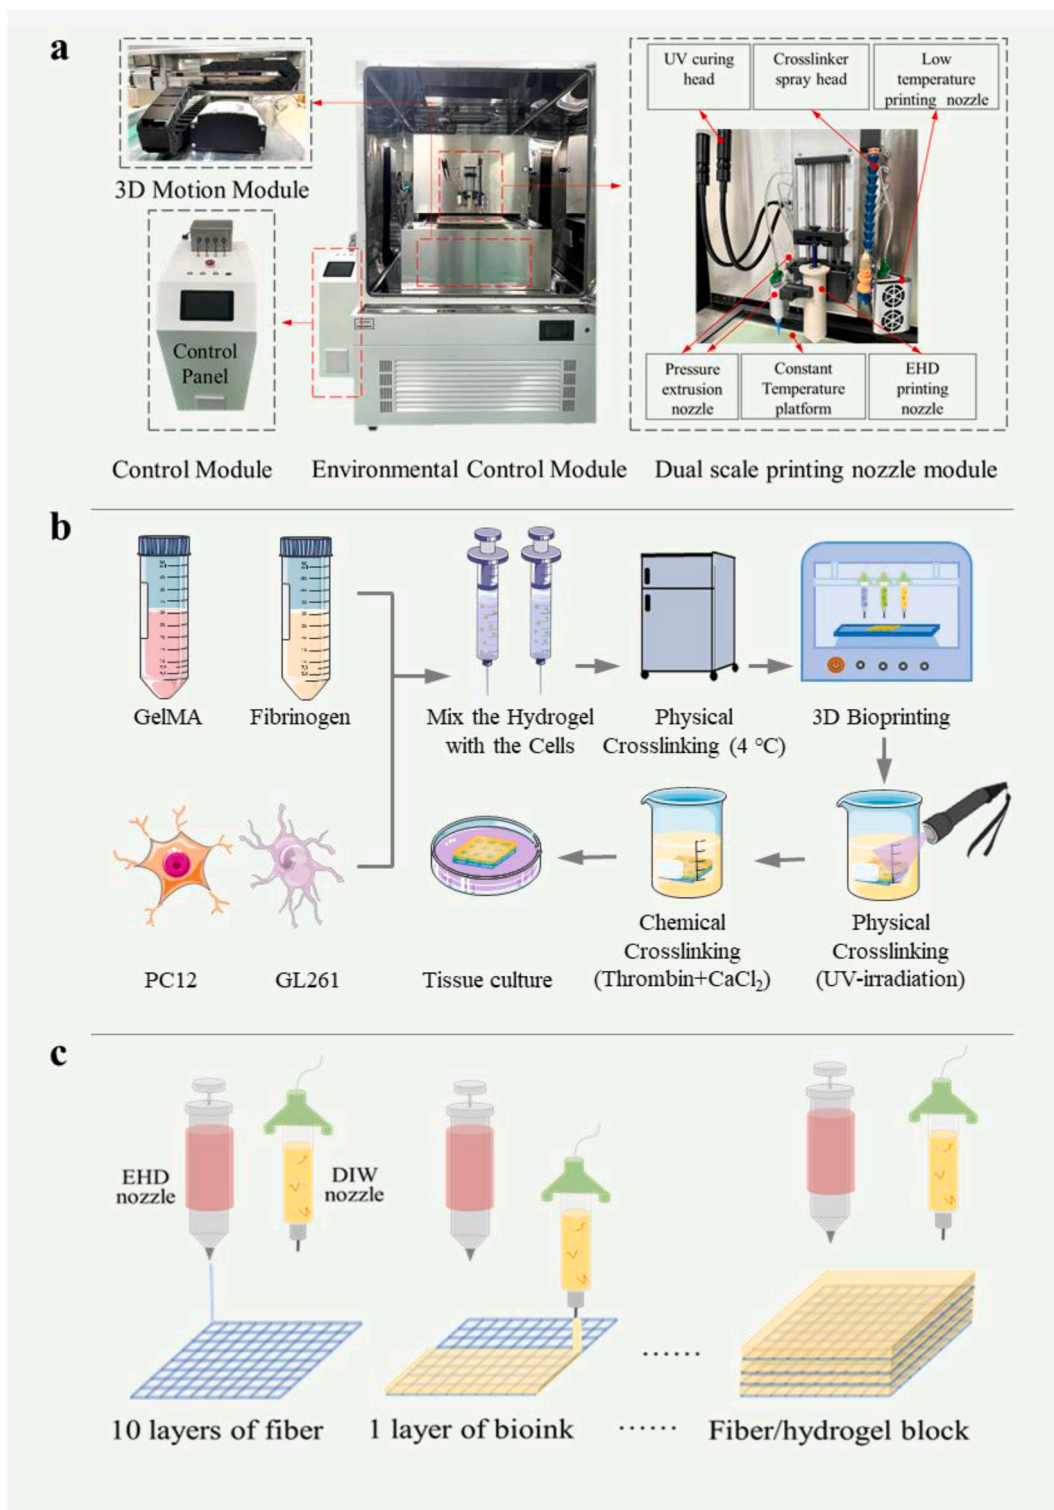 a
UV curing
head
Crosslinker
spray head
Low
temperature
printing nozzle
3D Motion Module
Control
Panel
Pressure
extrusion
nozzle
Constant
Temperature
platform
EHD
printing
nozzle
Control Module
Environmental Control Module
Dual scale printing nozzle module
b
GelMA
Fibrinogen
Mix the Hydrogel
with the Cells
Physical
Crosslinking (4 °C)
3D Bioprinting
PC12
GL261
Tissue culture
Chemical
Crosslinking
(Thrombin+CaCl₂)
Physical
Crosslinking
(UV-irradiation)
c
EHD
nozzle
DIW
nozzle
······
10 layers of fiber
1 layer of bioink
······
Fiber/hydrogel block